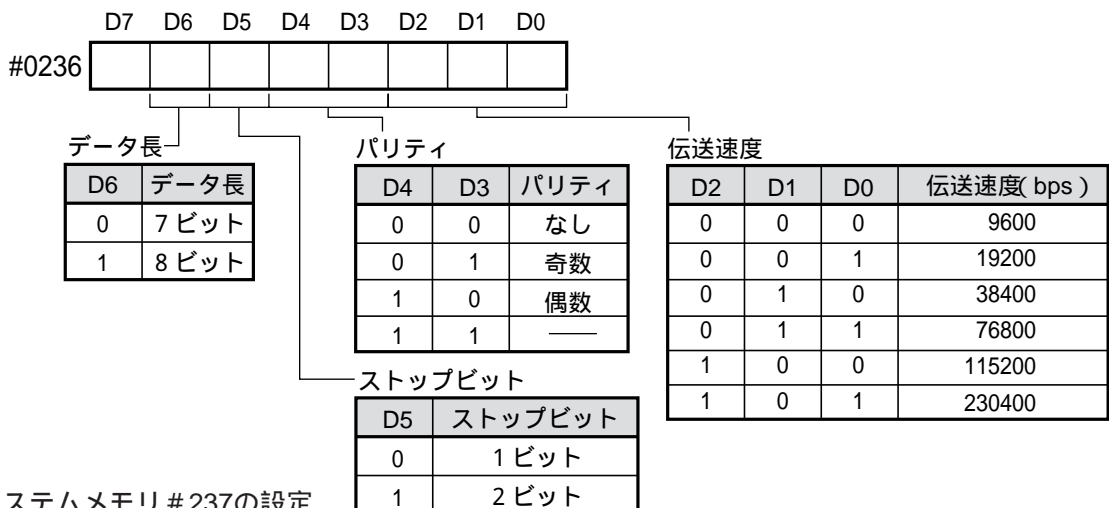 D7 D6 D5 D4 D3 D2 D1 D0
#0236
データ長
D6 データ長
0 7ビット
1 8ビット
パリティ
D4 D3 パリティ
0 0 なし
0 1 奇数
1 0 偶数
1 1 ——
ストップビット
D5 ストップビット
0 1ビット
1 2ビット
伝送速度
D2 D1 D0 伝送速度(bps)
0 0 0 9600
0 0 1 19200
0 1 0 38400
0 1 1 76800
1 0 0 115200
1 0 1 230400
ステムメモリ#237の設定